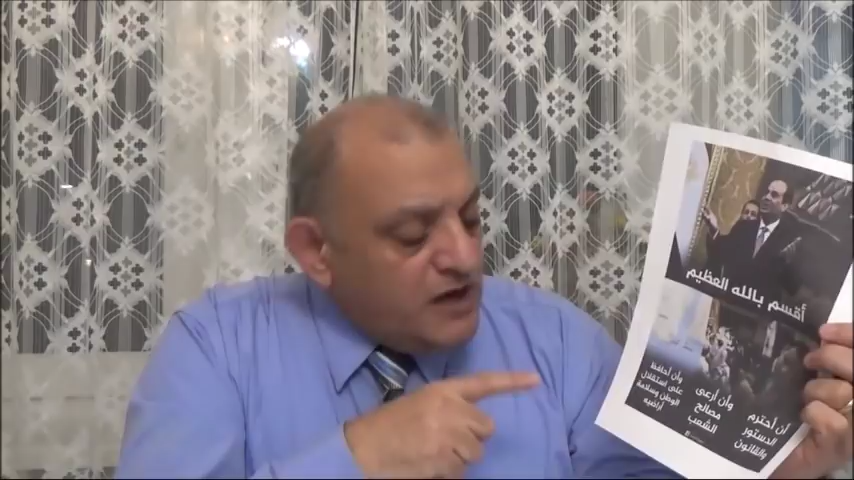 أقسم بالله العظيم
أن أحترم
الدستور
والقانون
وأن أرعى
مصالح
الشعب
وأن أحافظ
على استقلال
الوطن وسلامة
أراضيه